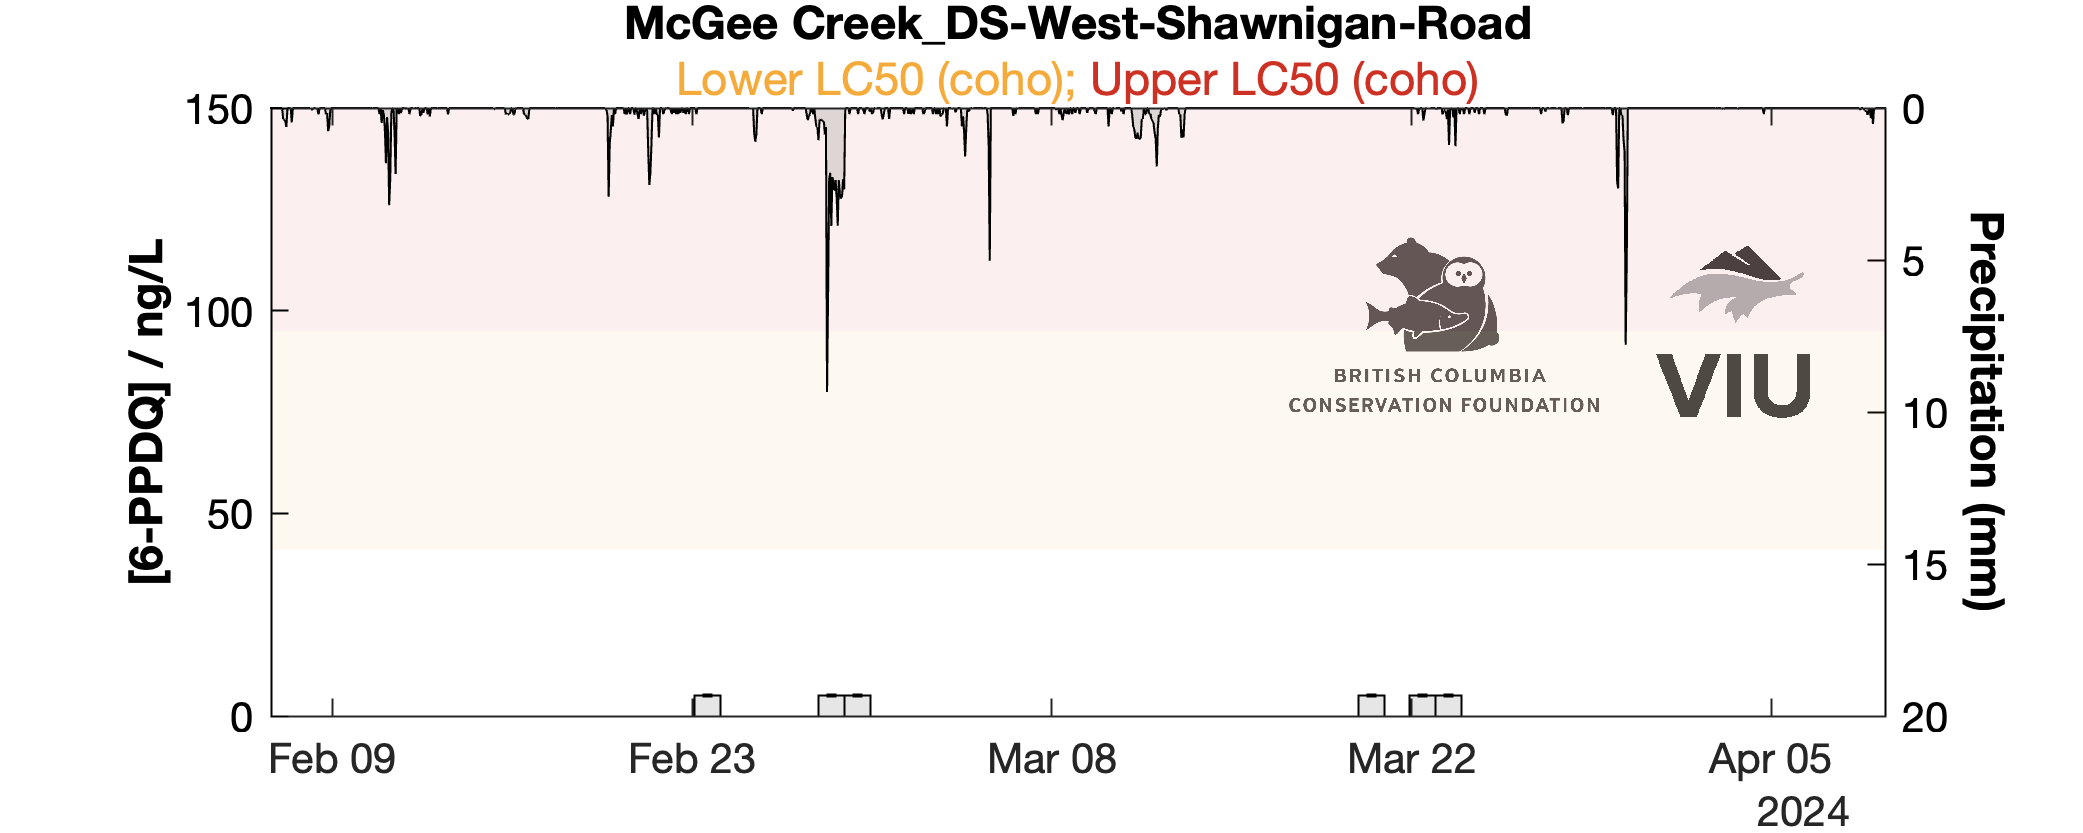 McGee Creek_DS-West-Shawnigan-Road
Lower LC50 (coho); Upper LC50 (coho)
[6-PPDQ] / ng/L
150
100
50
0
0
5
10
15
20
Precipitation (mm)
BRITISH COLUMBIA
CONSERVATION FOUNDATION
VIU
Feb 09
Feb 23
Mar 08
Mar 22
Apr 05
2024